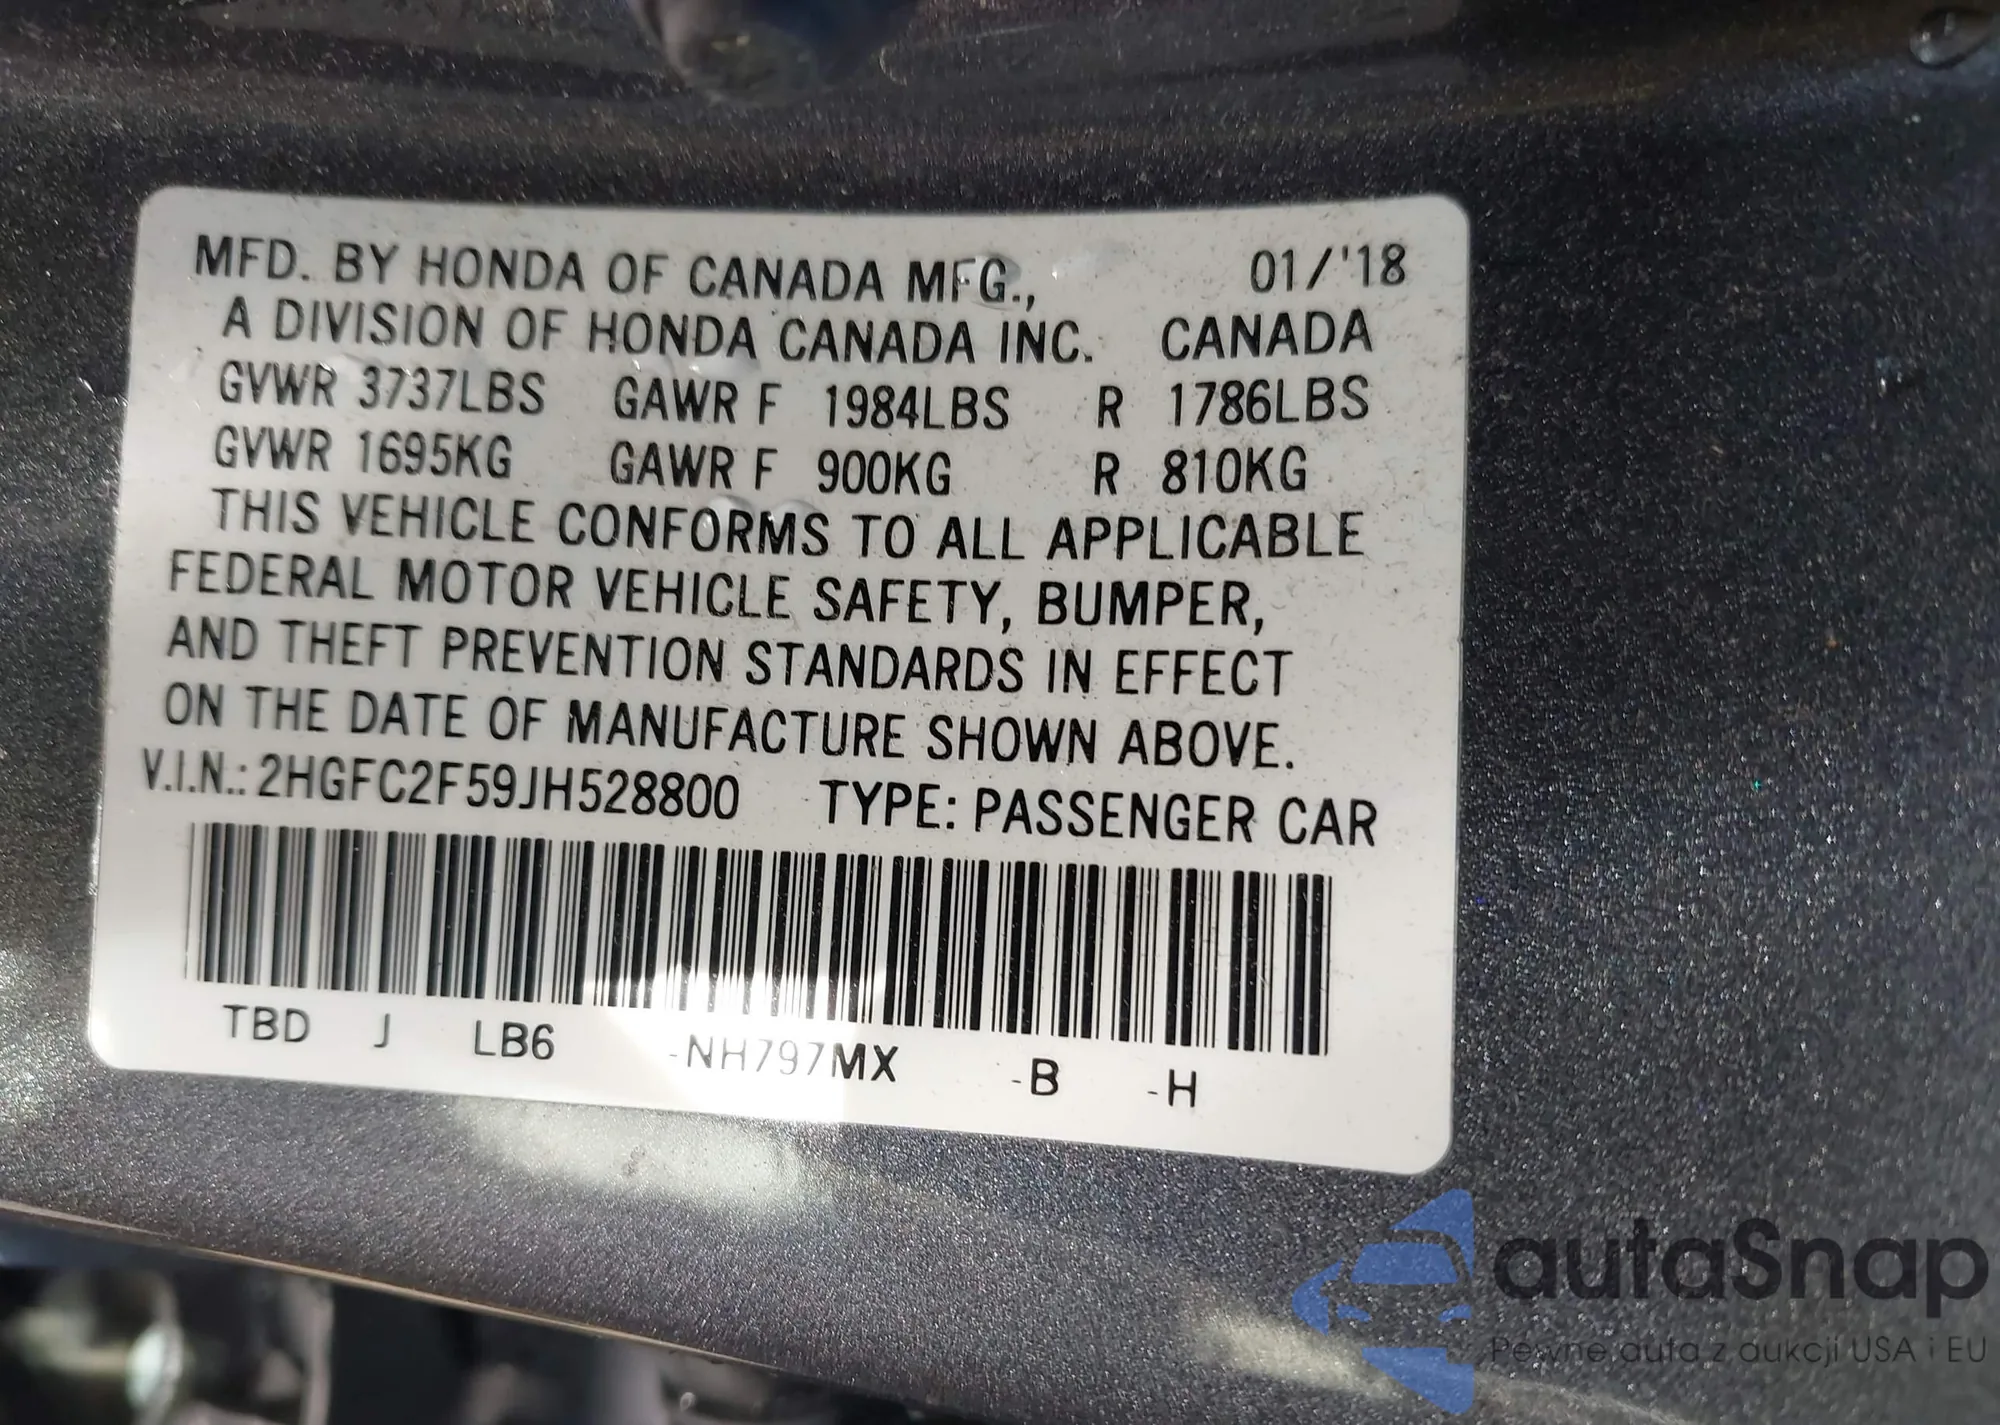 MFD. BY HONDA OF CANADA MFG., 01/'18
A DIVISION OF HONDA CANADA INC. CANADA
GVWR 3737LBS GAWR F 1984LBS R 1786LBS
GVWR 1695KG GAWR F 900KG R 810KG
THIS VEHICLE CONFORMS TO ALL APPLICABLE
FEDERAL MOTOR VEHICLE SAFETY, BUMPER,
AND THEFT PREVENTION STANDARDS IN EFFECT
ON THE DATE OF MANUFACTURE SHOWN ABOVE.
V.I.N.: 2HGFC2F59JH528800 TYPE: PASSENGER CAR
TBD J LB6 -NH797MX -B -H
autaSnap
Pewne auta z aukcji USA i EU